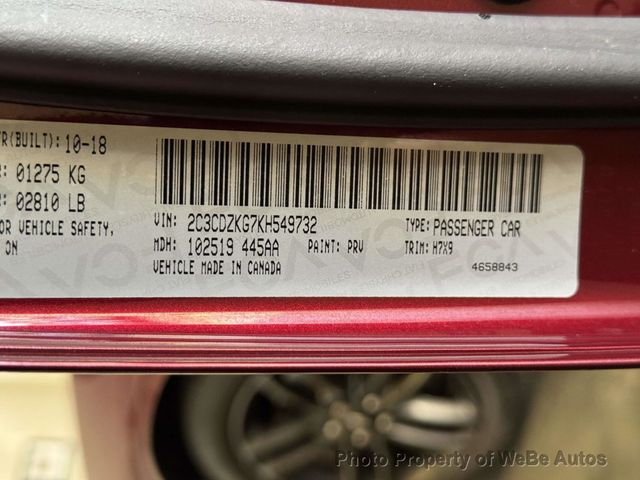 FR(BUILT): 10-18
: 01275 KG
: 02810 LB
OR VEHICLE SAFETY,
ON
VIN: 2C3CDZKG7KH549732
TYPE: PASSENGER CAR
MDH: 102519 445AA
PAINT: PRV
TRIM: H7X9
VEHICLE MADE IN CANADA
4658843
Photo Property of WeBe Autos